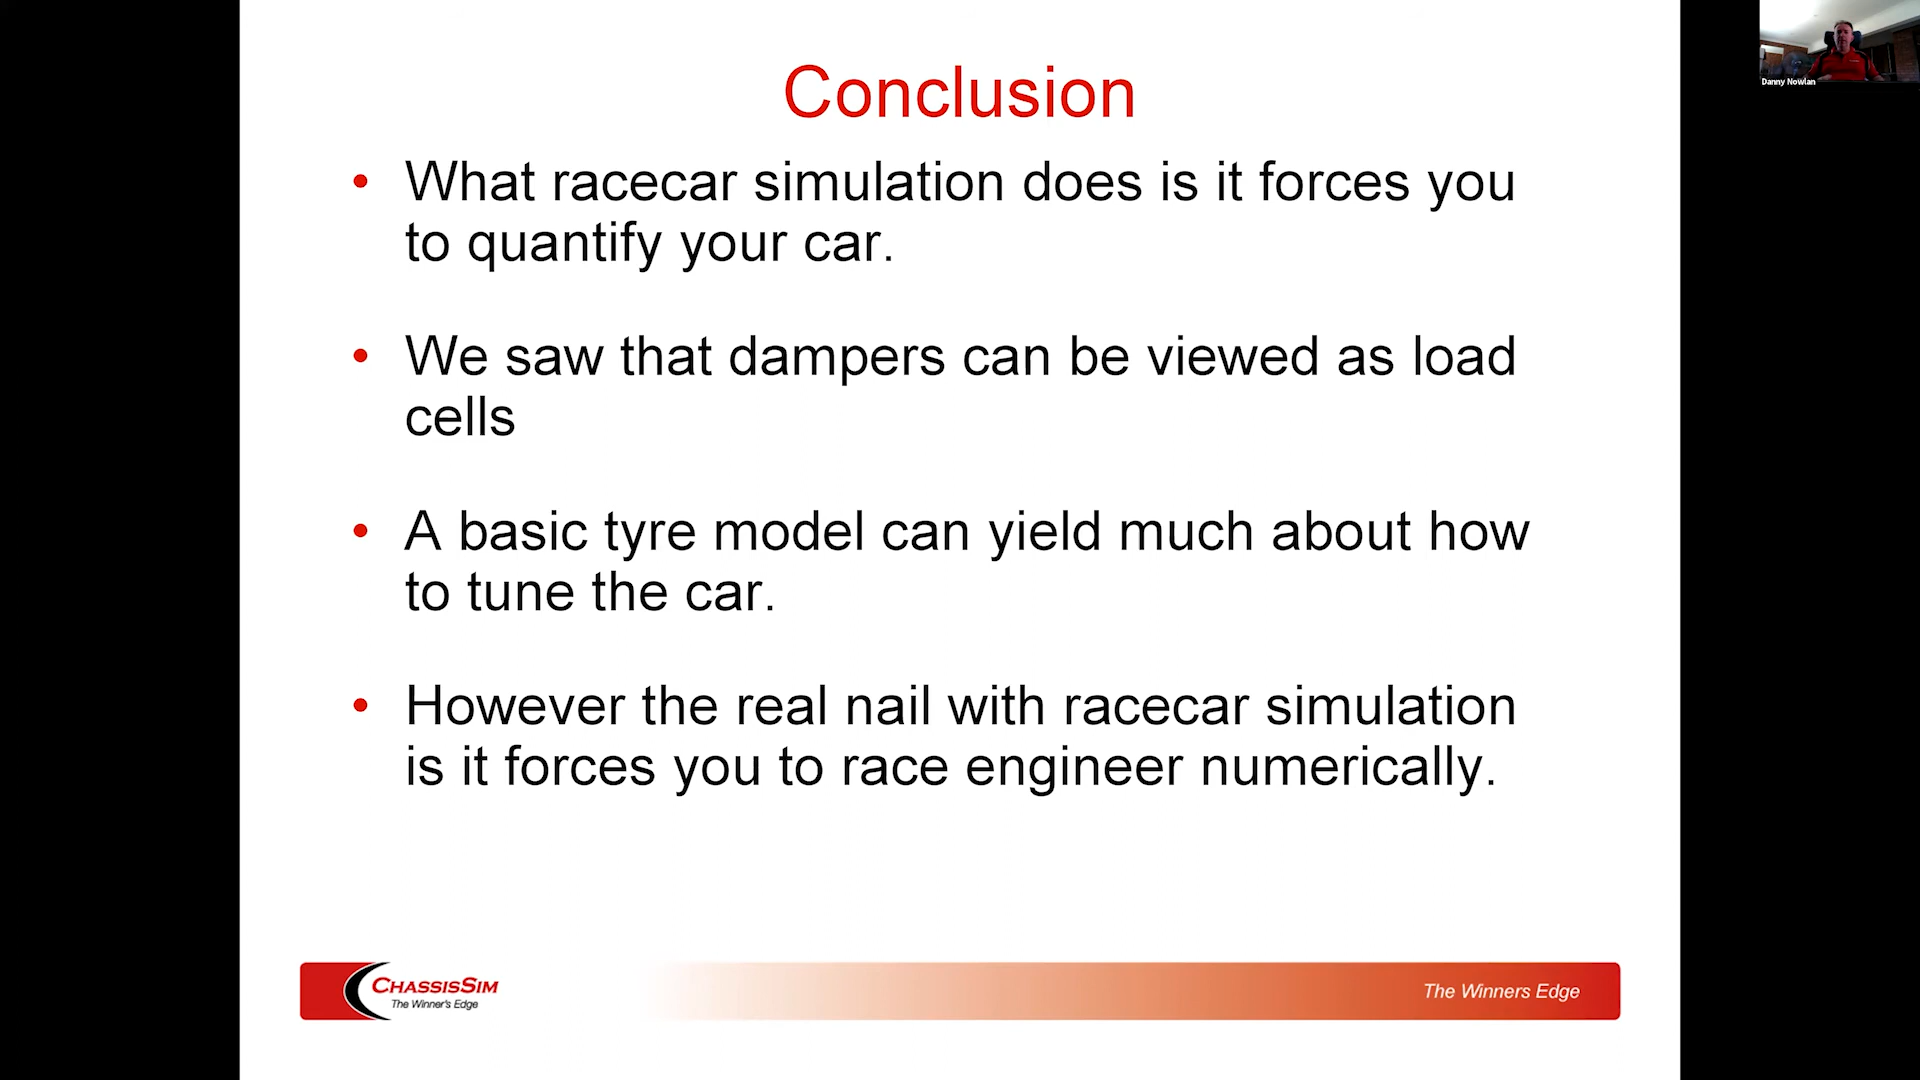 Conclusion
• What racecar simulation does is it forces you
to quantify your car.
• We saw that dampers can be viewed as load
cells
• A basic tyre model can yield much about how
to tune the car.
• However the real nail with racecar simulation
is it forces you to race engineer numerically.
CHASSISSIM
The Winner's Edge
The Winners Edge
Danny Nowlan